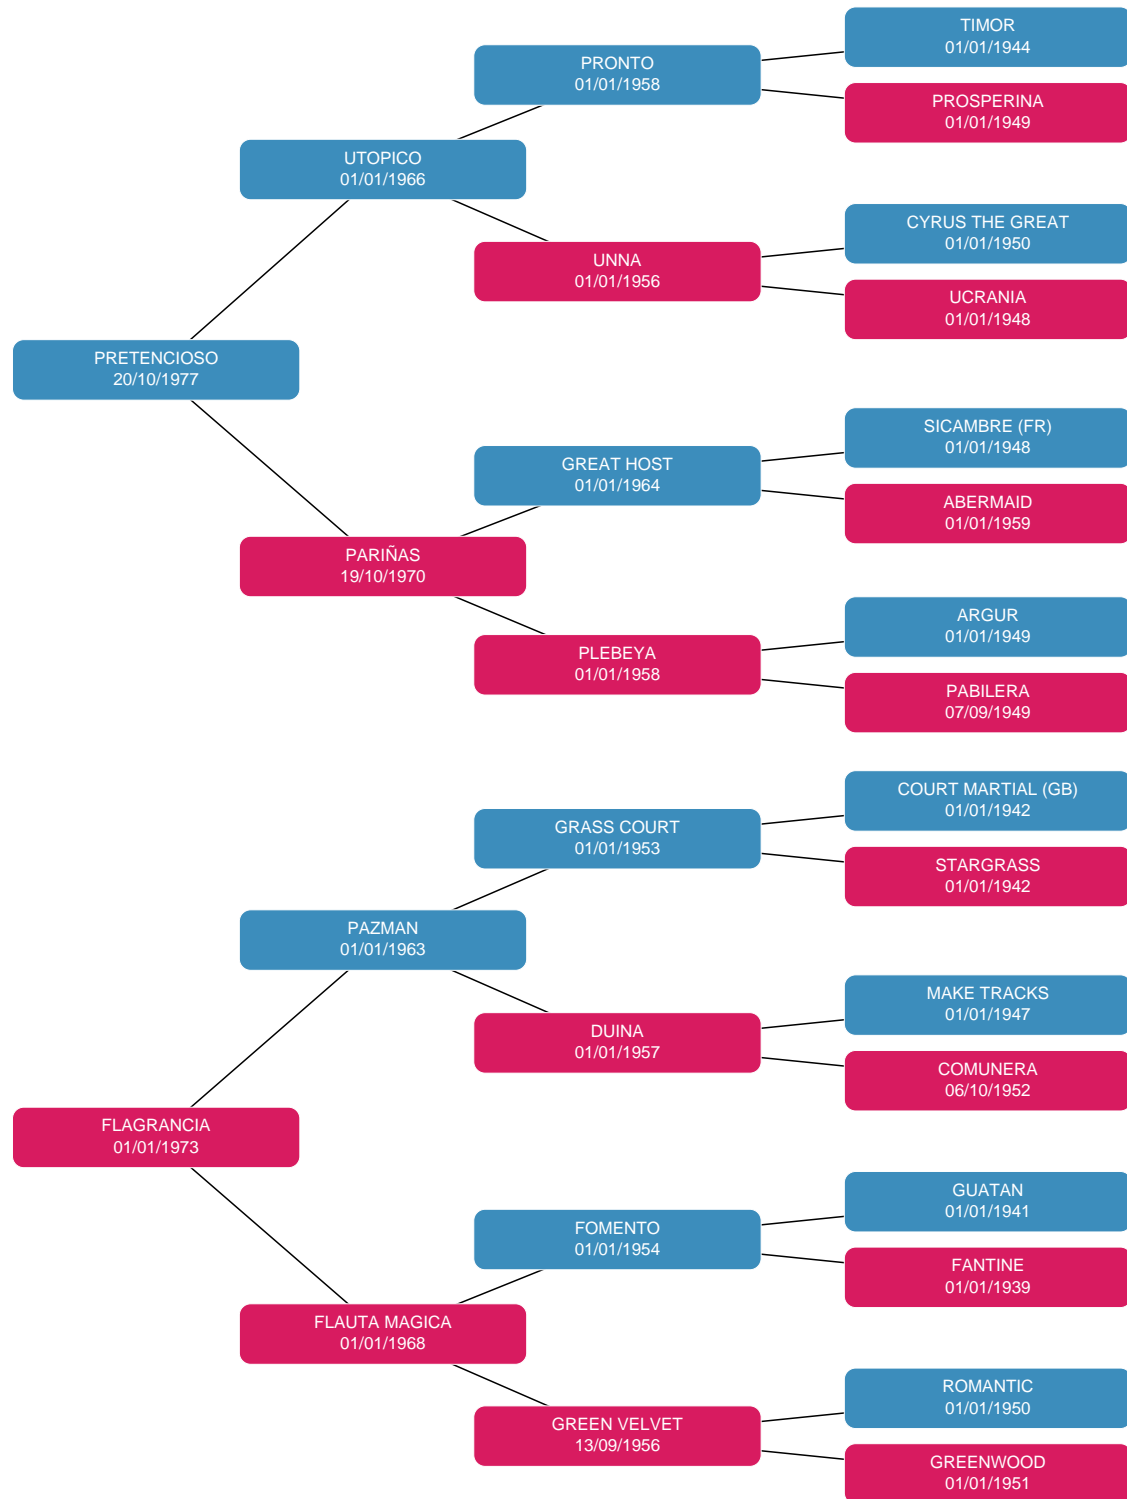 TIMOR
01/01/1944
PRONTO
01/01/1958
PROSPERINA
01/01/1949
UTOPICO
01/01/1966
CYRUS THE GREAT
01/01/1950
UNNA
01/01/1956
UCRANIA
01/01/1948
PRETENCIOSO
20/10/1977
SICAMBRE (FR)
01/01/1948
GREAT HOST
01/01/1964
ABERMAID
01/01/1959
PARIÑAS
19/10/1970
ARGUR
01/01/1949
PLEBEYA
01/01/1958
PABILERA
07/09/1949
COURT MARTIAL (GB)
01/01/1942
GRASS COURT
01/01/1953
STARGRASS
01/01/1942
PAZMAN
01/01/1963
MAKE TRACKS
01/01/1947
DUINA
01/01/1957
COMUNERA
06/10/1952
FLAGRANCIA
01/01/1973
GUATAN
01/01/1941
FOMENTO
01/01/1954
FANTINE
01/01/1939
FLAUTA MAGICA
01/01/1968
ROMANTIC
01/01/1950
GREEN VELVET
13/09/1956
GREENWOOD
01/01/1951